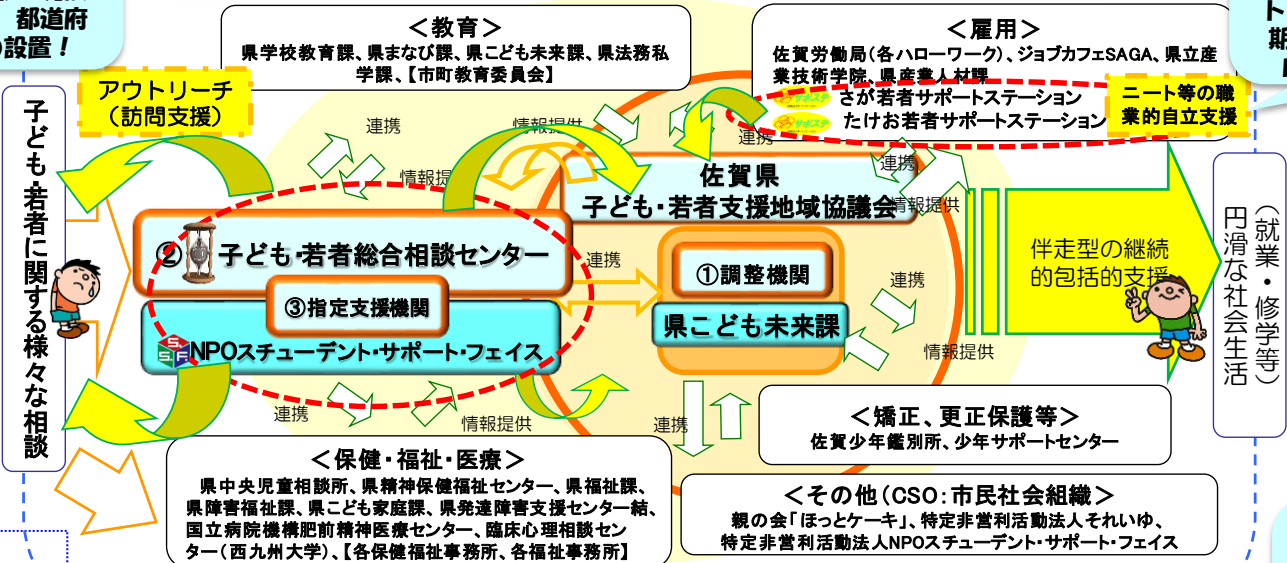 都道府
設置！
アウトリーチ
（訪問支援）
子ども・若者に関する様々な相談
＜教育＞
県学校教育課、県まなび課、県こども未来課、県法務私
学課、【市町教育委員会】
＜雇用＞
佐賀労働局（各ハローワーク）、ジョブカフェSAGA、県立産
業技術学院、県産業人材課
サポステ さが若者サポートステーション
サポステ たけお若者サポートステーション
ニート等の職
業的自立支援
連携
情報提供
連携
情報提
連携
情報提供
佐賀県
子ども・若者支援地域協議会
②子ども・若者総合相談センター
③指定支援機関
SSF
NPOスチューデント・サポート・フェイス
連携
①調整機関
県こども未来課
連携
情報提供
伴走型の継続
的包括的支援
（就業・修学等）
円滑な社会生活
連携
情報提供
連携
＜保健・福祉・医療＞
県中央児童相談所、県精神保健福祉センター、県福祉課、
県障害福祉課、県こども家庭課、県発達障害支援センター結、
国立病院機構肥前精神医療センター、臨床心理相談セン
ター（西九州大学）、【各保健福祉事務所、各福祉事務所】
＜矯正、更正保護等＞
佐賀少年鑑別所、少年サポートセンター
＜その他（CSO：市民社会組織＞
親の会「ほっとケーキ」、特定非営利活動法人それいゆ、
特定非営利活動法人NPOスチューデント・サポート・フェイス